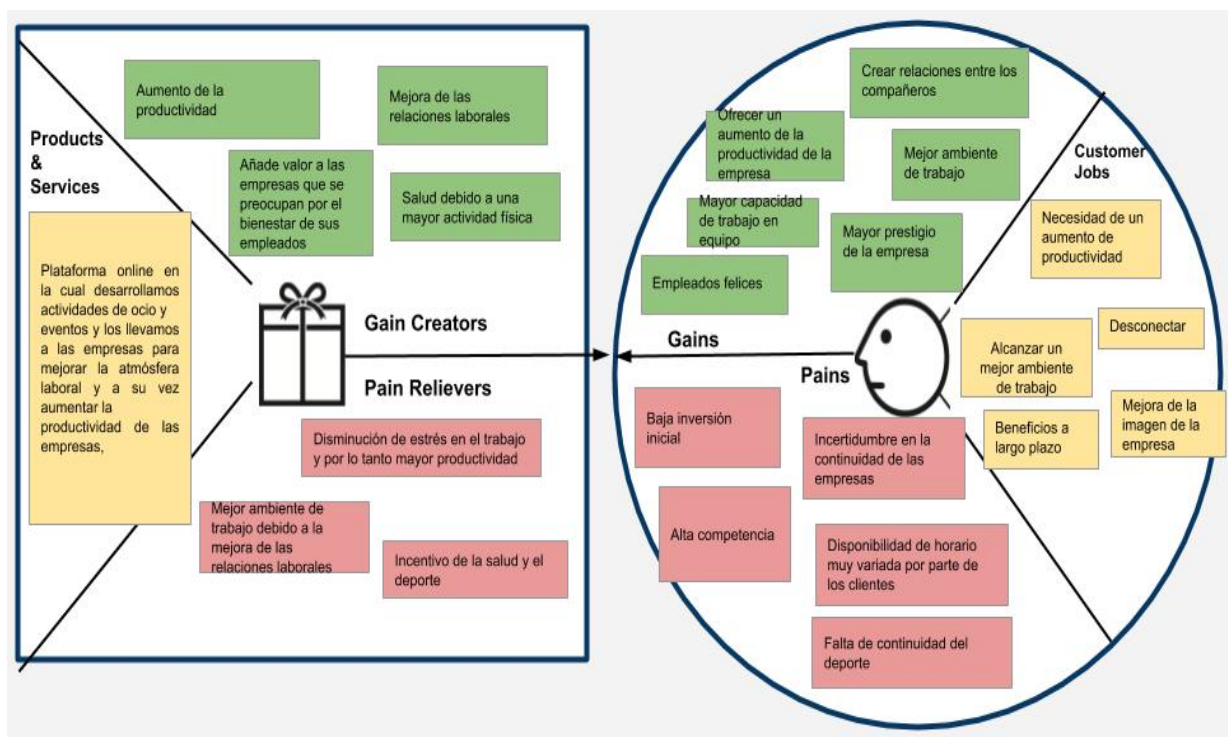 Products
&
Services
Plataforma online en
la cual desarrollamos
actividades de ocio y
eventos y los llevamos
a las empresas para
mejorar la atmósfera
laboral y a su vez
aumentar la
productividad de las
empresas,
Aumento de la
productividad
Mejora de las
relaciones laborales
Añade valor a las
empresas que se
preocupan por el
bienestar de sus
empleados
Salud debido a una
mayor actividad física
Gain Creators
Pain Relievers
Disminución de estrés en el trabajo
y por lo tanto mayor productividad
Mejor ambiente de
trabajo debido a la
mejora de las
relaciones laborales
Incentivo de la salud y el
deporte
Crear relaciones entre los
compañeros
Ofrecer un
aumento de la
productividad de la
empresa
Mejor ambiente
de trabajo
Mayor capacidad
de trabajo en
equipo
Mayor prestigio
de la empresa
Empleados felices
Gains
Pains
Baja inversión
inicial
Incertidumbre en la
continuidad de las
empresas
Alta competencia
Disponibilidad de horario
muy variada por parte de
los clientes
Falta de continuidad del
deporte
Customer
Jobs
Necesidad de un
aumento de
productividad
Desconectar
Alcanzar un
mejor ambiente
de trabajo
Beneficios a
largo plazo
Mejora de la
imagen de la
empresa